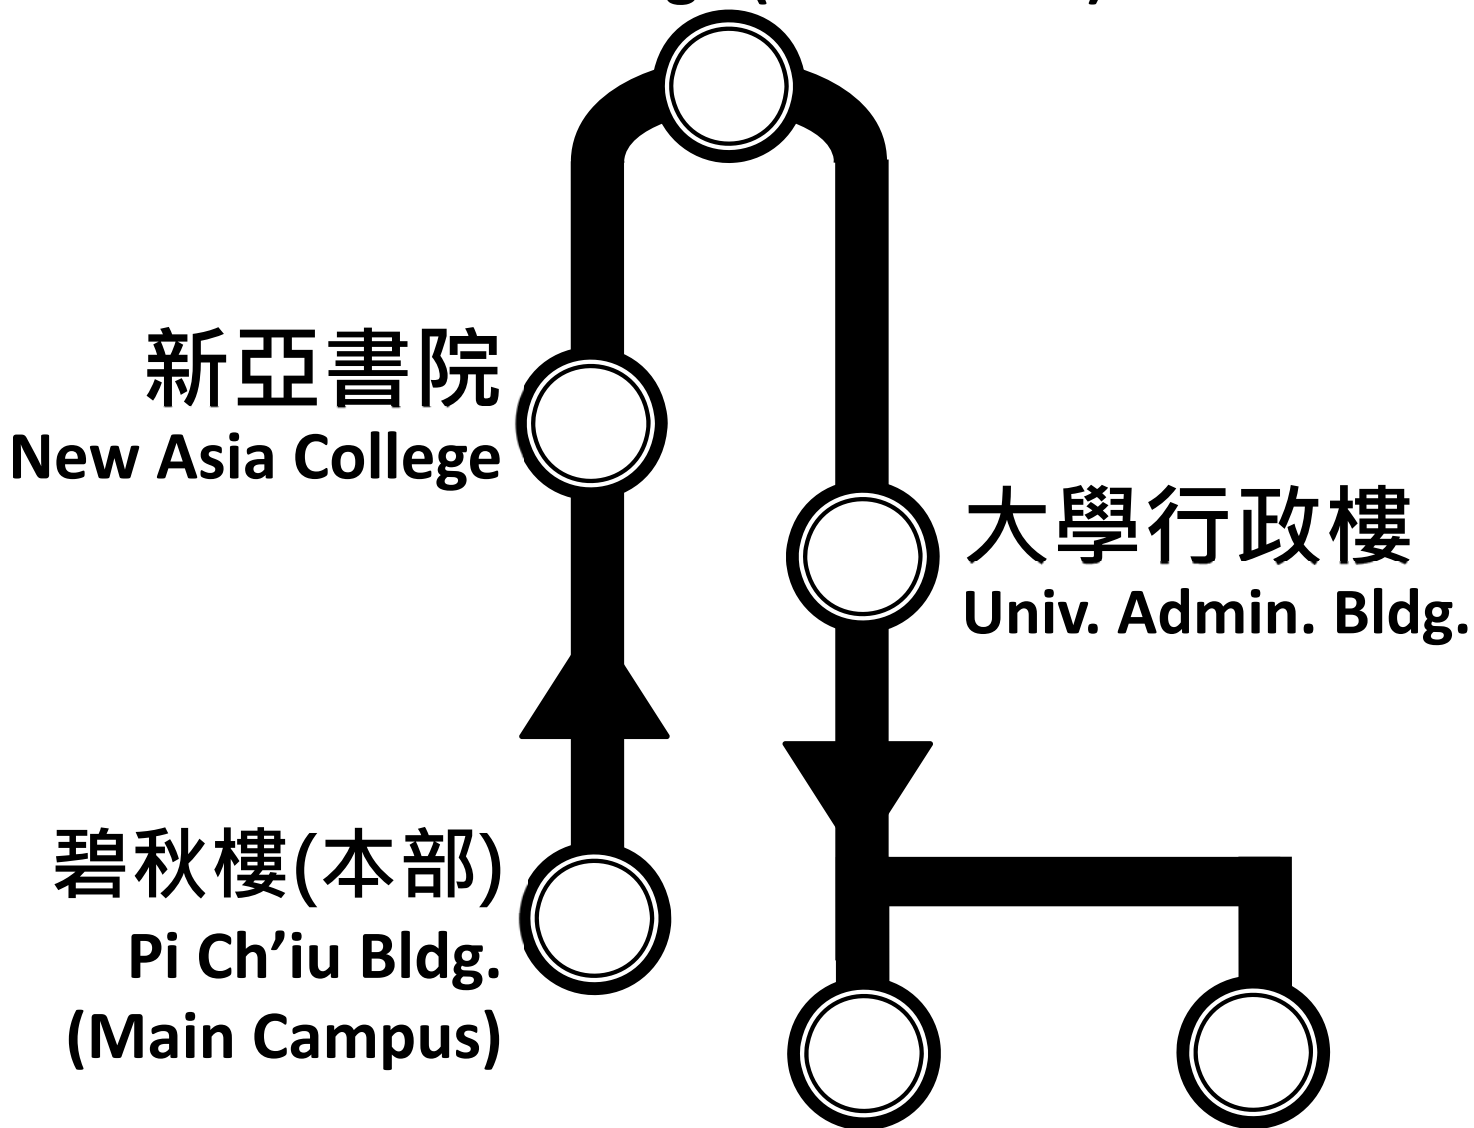 新亞書院
New Asia College
大學行政樓
Univ. Admin. Bldg.
碧秋樓(本部)
Pi Ch’iu Bldg.
(Main Campus)